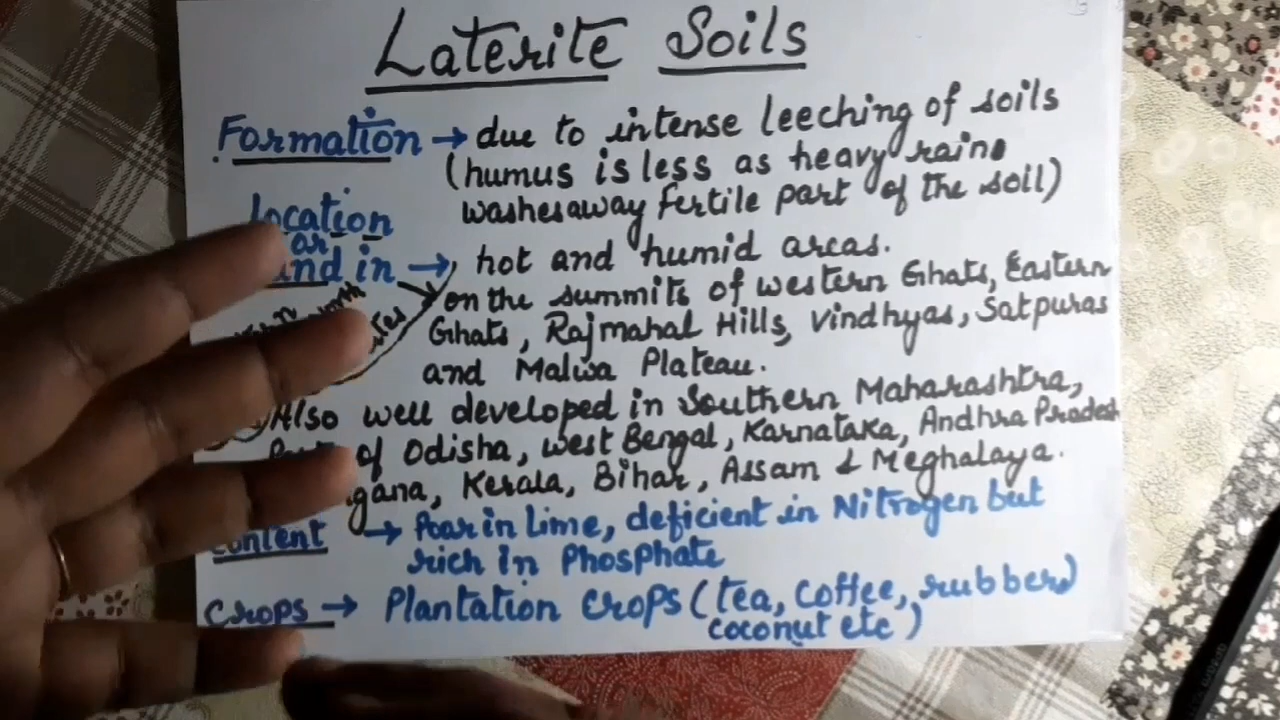 Laterite Soils
Formation → due to intense leeching of soils
(humus is less as heavy rains
washesaway fertile part of the soil)
location
or
in → hot and humid areas.
on the summits of western Ghats, Eastern
Ghats, Rajmahal Hills, Vindhyas, Satpuras
and Malwa Plateau.
Also well developed in Southern Maharashtra,
of Odisha, West Bengal, Karnataka, Andhra Pradesh
Kerala, Bihar, Assam & Meghalaya.
Content → Poor in Lime, deficient in Nitrogen but
rich in Phosphate
Crops → Plantation crops (tea, coffee, rubber
coconut etc)